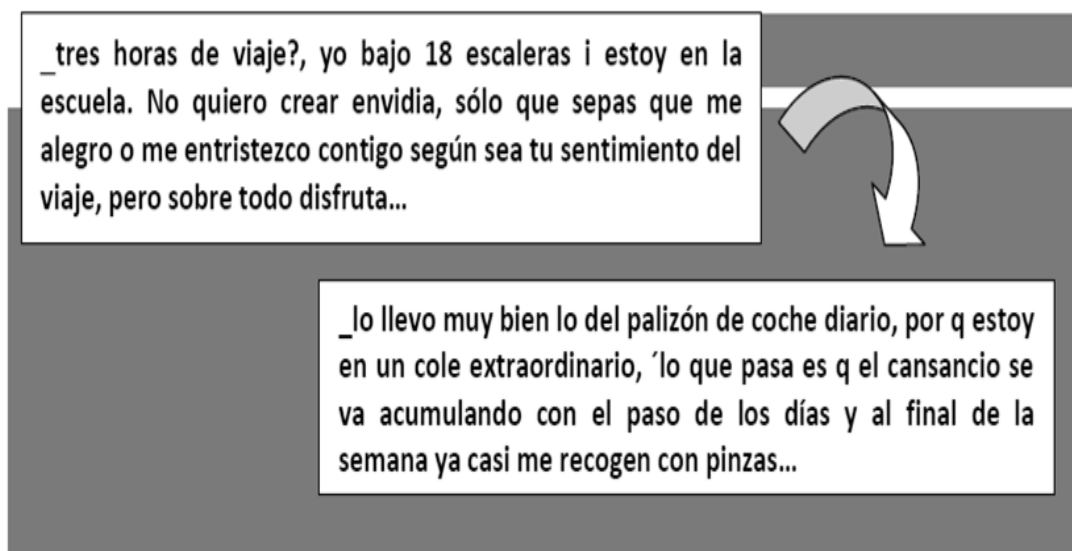 _tres horas de viaje?, yo bajo 18 escaleras i estoy en la
escuela. No quiero crear envidia, sólo que sepas que me
alegro o me entristezco contigo según sea tu sentimiento del
viaje, pero sobre todo disfruta...
_lo llevo muy bien lo del palizón de coche diario, por q estoy
en un cole extraordinario, ´lo que pasa es q el cansancio se
va acumulando con el paso de los días y al final de la
semana ya casi me recogen con pinzas...